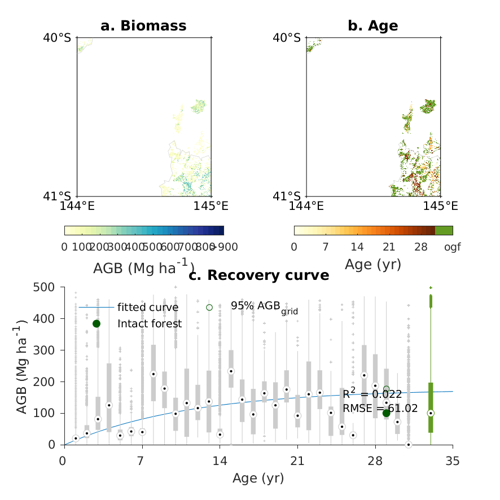 a. Biomass
b. Age
40°S
40°S
41°S
41°S
144°E
145°E
144°E
145°E
0 100 200 300 400 500 600 700 800 >900
0 7 14 21 28 ogf
AGB (Mg ha⁻¹)
Age (yr)
c. Recovery curve
500
400
300
200
100
0
AGB (Mg ha⁻¹)
fitted curve
95% AGB_grid
Intact forest
R² = 0.022
RMSE = 61.02
0 7 14 21 28 35
Age (yr)